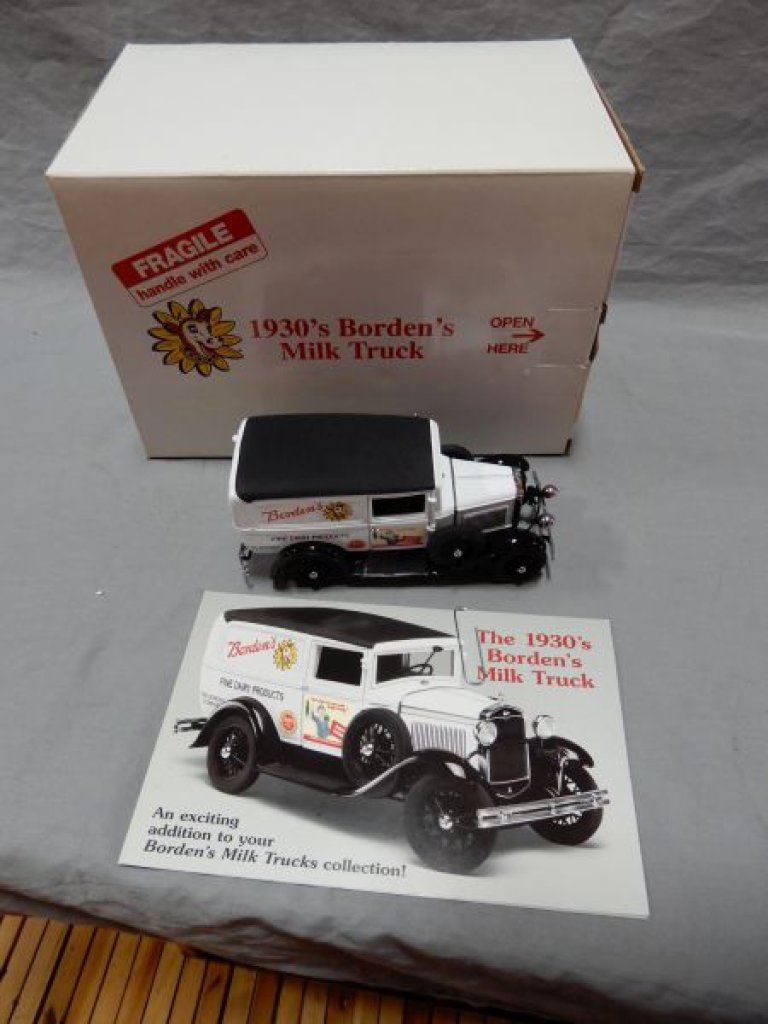 FRAGILE
handle with care
1930's Borden's
Milk Truck
OPEN
HERE
Borden's
FINE DAIRY PRODUCTS
The 1930's
Borden's
Milk Truck
Borden's
FINE DAIRY PRODUCTS
An exciting
addition to your
Borden's Milk Trucks collection!